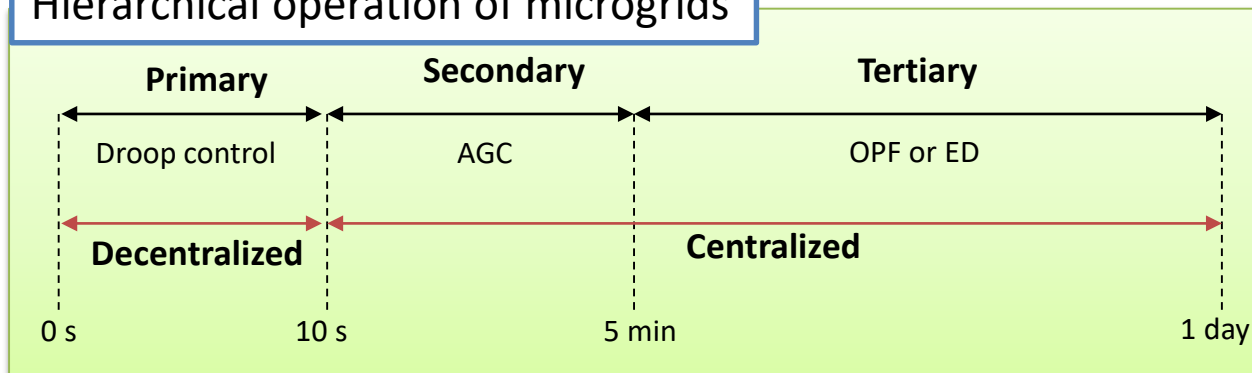 Hierarchical operation of microgrids
Primary Secondary Tertiary
Droop control AGC OPF or ED
Decentralized Centralized
0 s 10 s 5 min 1 day